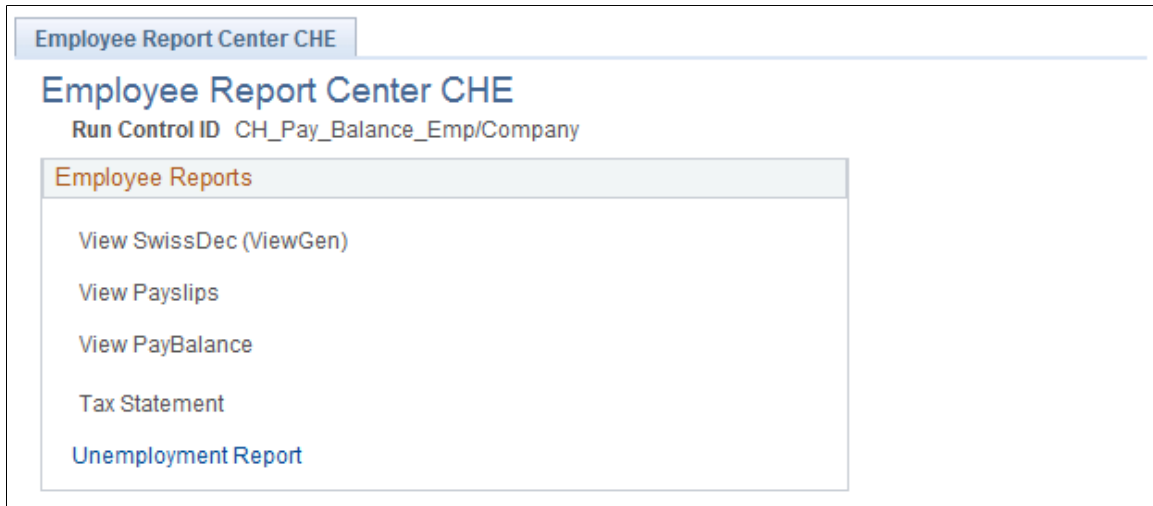 Employee Report Center CHE
Employee Report Center CHE
Run Control ID CH_Pay_Balance_Emp/Company
Employee Reports
View SwissDec (ViewGen)
View Payslips
View PayBalance
Tax Statement
Unemployment Report